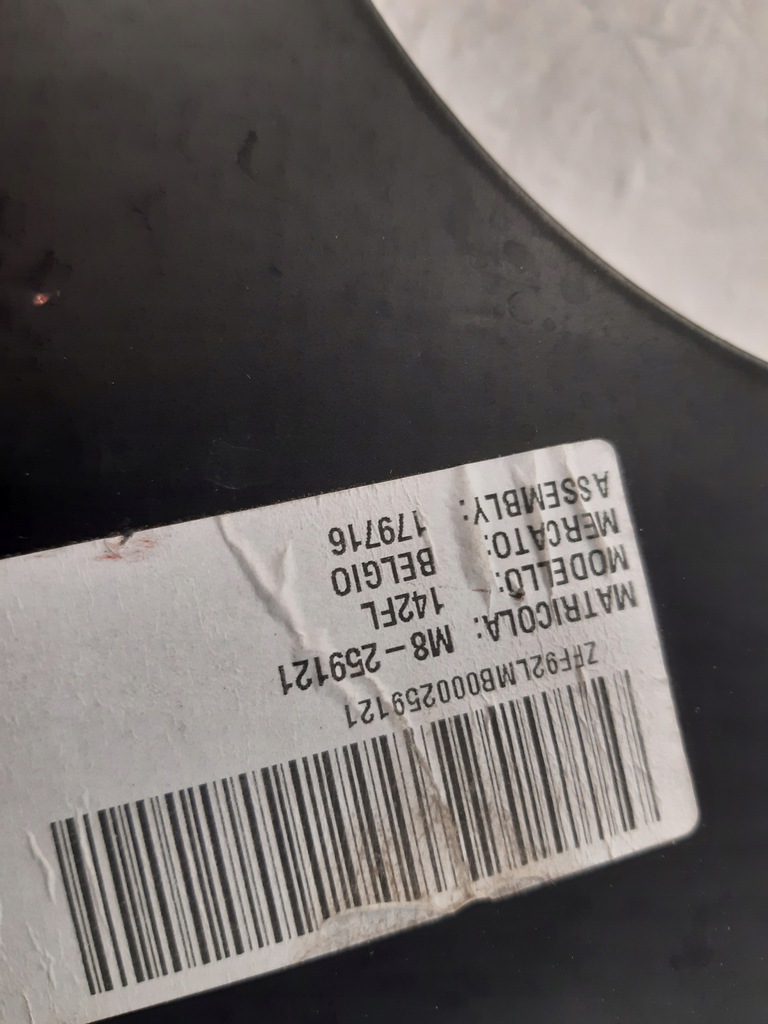 ZFF92LMB000259121
MATRICOLA: M8-259121
MODELLO: 142FL
MERCATO: BELGIO
ASSEMBLY: 179716